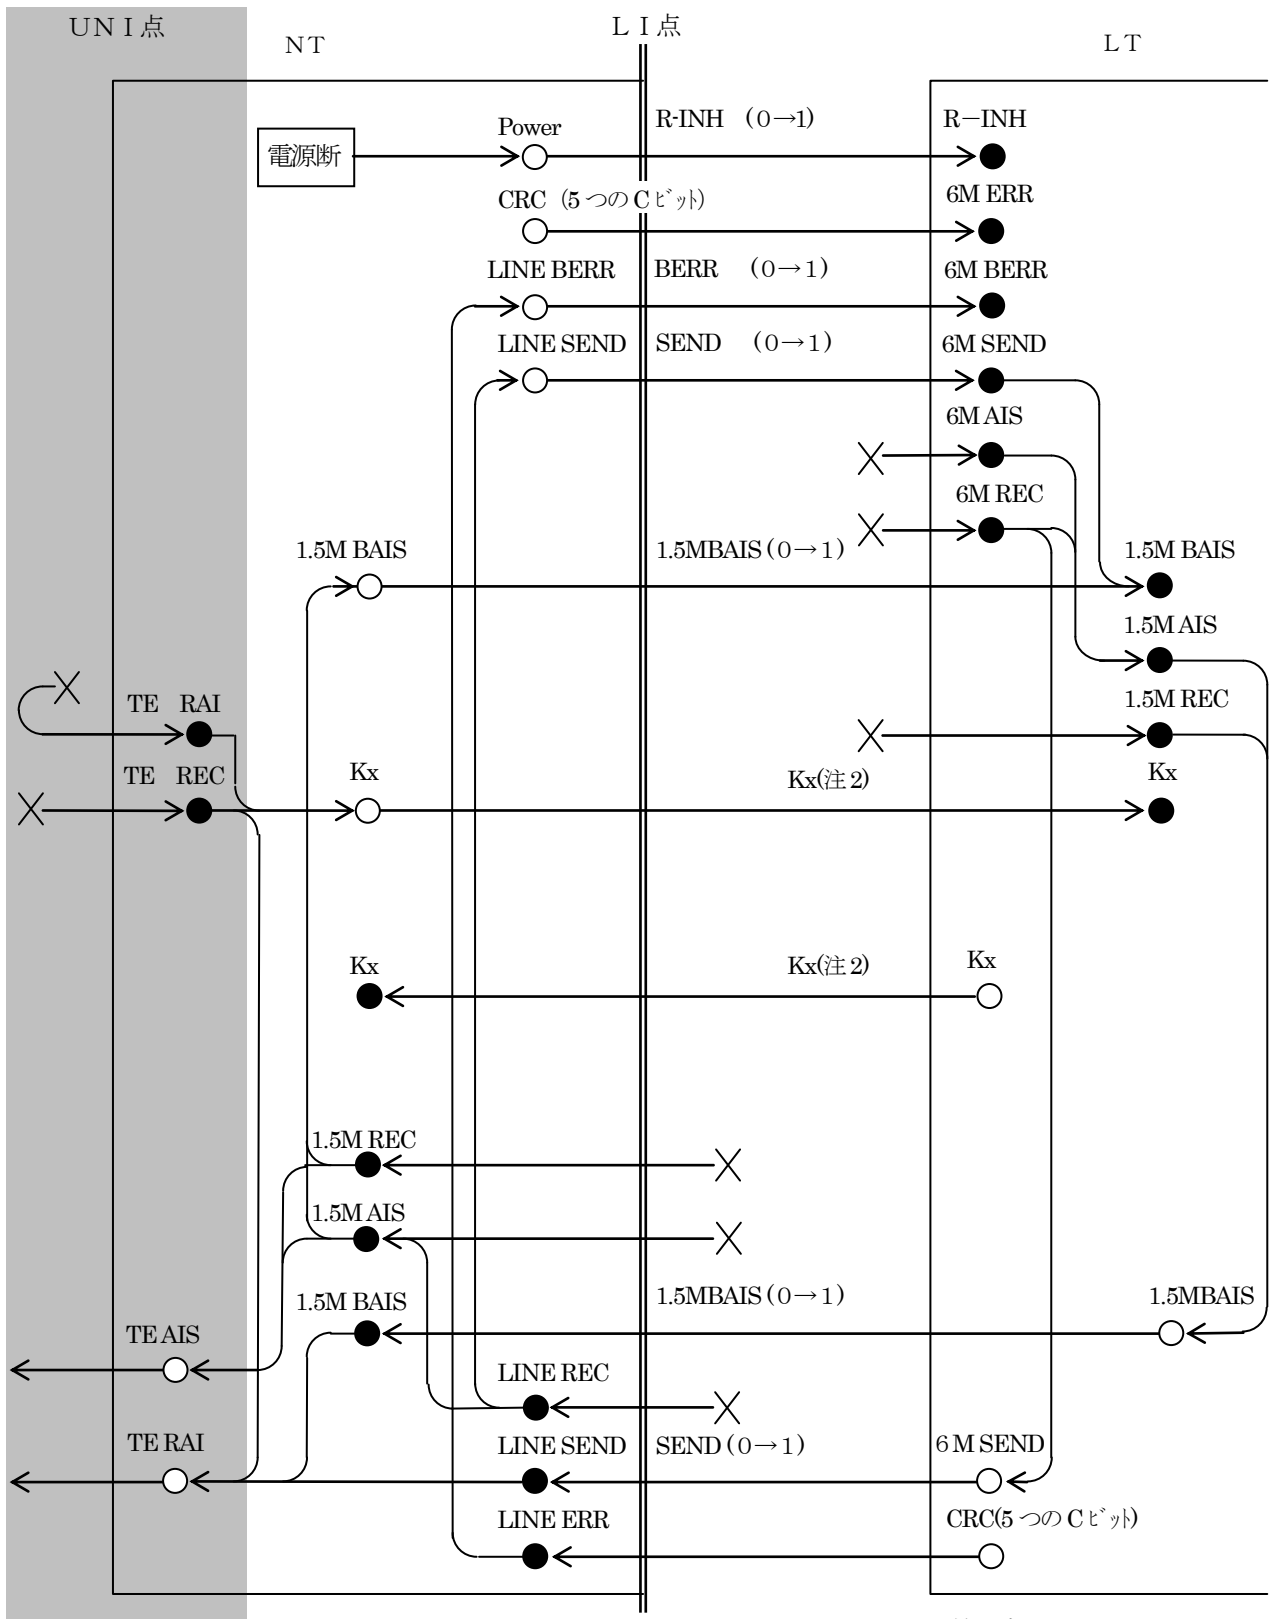 ＵＮＩ点
ＮＴ
ＬＩ点
ＬＴ
電源断
Power
R-INH （0→1）
R－INH
CRC (5つのCﾋﾞｯﾄ)
6M ERR
LINE BERR
BERR （0→1）
6M BERR
LINE SEND
SEND （0→1）
6M SEND
6M AIS
6M REC
1.5M BAIS
1.5MBAIS（0→1）
1.5M BAIS
1.5M AIS
TE RAI
1.5M REC
TE REC
Kx
Kx(注2)
Kx
Kx
Kx(注2)
Kx
1.5M REC
1.5M AIS
1.5M BAIS
1.5MBAIS（0→1）
1.5MBAIS
TE AIS
LINE REC
TE RAI
LINE SEND
SEND（0→1）
6M SEND
LINE ERR
CRC(5つのCﾋﾞｯﾄ)